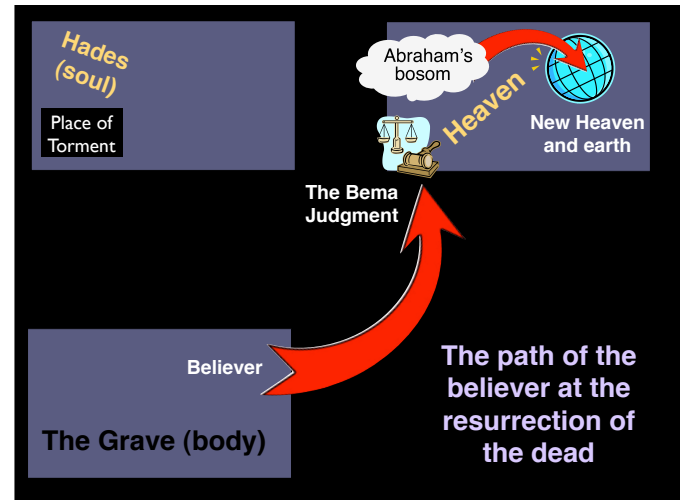 Hades
(soul)
Place of
Torment
Abraham's
bosom
Heaven
New Heaven
and earth
The Bema
Judgment
Believer
The Grave (body)
The path of the
believer at the
resurrection of
the dead